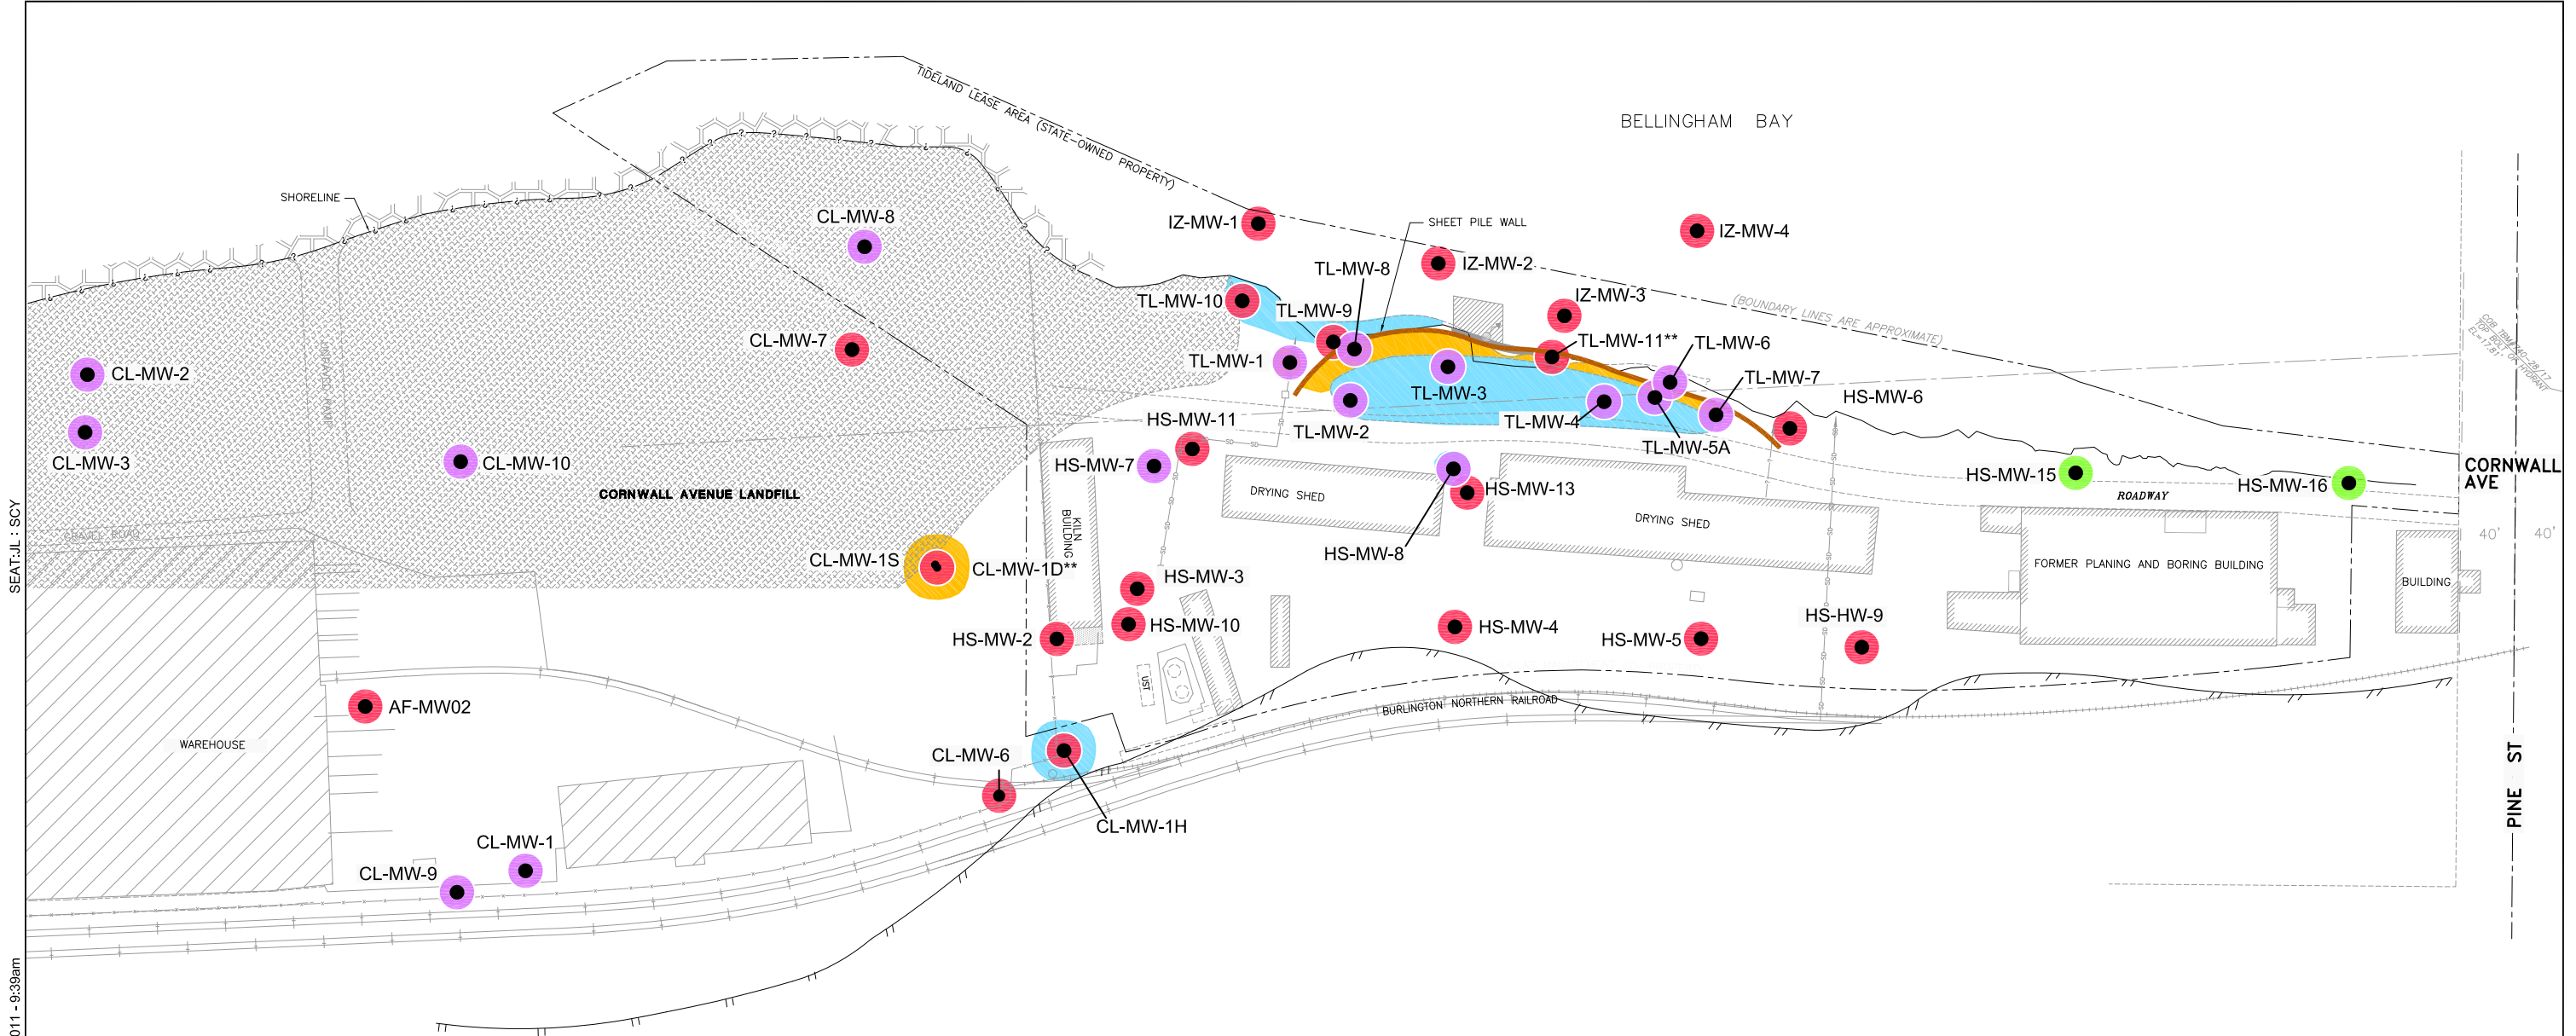 BELLINGHAM BAY
TIDELAND LEASE AREA (STATE-OWNED PROPERTY)
SHORELINE
CL-MW-8
IZ-MW-1
SHEET PILE WALL
IZ-MW-4
IZ-MW-2
TL-MW-8
TL-MW-10
TL-MW-9
IZ-MW-3
(BOUNDARY LINES ARE APPROXIMATE)
CL-MW-7
TL-MW-11**
TL-MW-6
TL-MW-1
CL-MW-2
TL-MW-3
TL-MW-7
HS-MW-6
TL-MW-2
TL-MW-4
TL-MW-5A
HS-MW-11
CL-MW-3
CL-MW-10
HS-MW-7
CORNWALL AVENUE LANDFILL
DRYING SHED
HS-MW-13
HS-MW-15
ROADWAY
HS-MW-16
CORNWALL
AVE
KILN
BUILDING
DRYING SHED
HS-MW-8
GRAVEL ROAD
40'
40'
CL-MW-1S
CL-MW-1D**
HS-MW-3
FORMER PLANING AND BORING BUILDING
BUILDING
HS-MW-10
HS-MW-2
HS-MW-4
HS-MW-5
HS-HW-9
UST
AF-MW02
BURLINGTON NORTHERN RAILROAD
WAREHOUSE
CL-MW-6
CL-MW-1H
PINE ST
CL-MW-1
CL-MW-9
SEAT:JL : SCY
011 - 9:39am